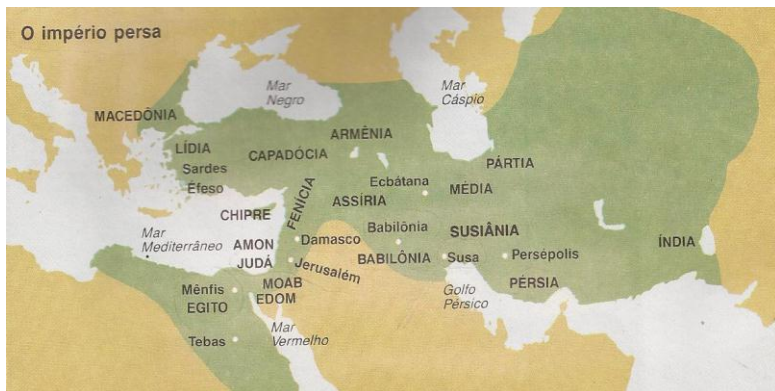 O império persa
Mar
Negro
Mar
Cáspio
MACEDÔNIA
ARMÊNIA
LÍDIA
CAPADÓCIA
PÁRTIA
Sardes
Ecbátana
MÉDIA
Éfeso
FENÍCIA
ASSÍRIA
CHIPRE
Mar
Mediterrâneo
Babilônia
SUSIÂNIA
AMON
Damasco
ÍNDIA
JUDÁ
Jerusalém
BABILÔNIA
Susa
Persépolis
MOAB
EDOM
Mênfis
EGITO
Golfo
Pérsico
PÉRSIA
Mar
Vermelho
Tebas